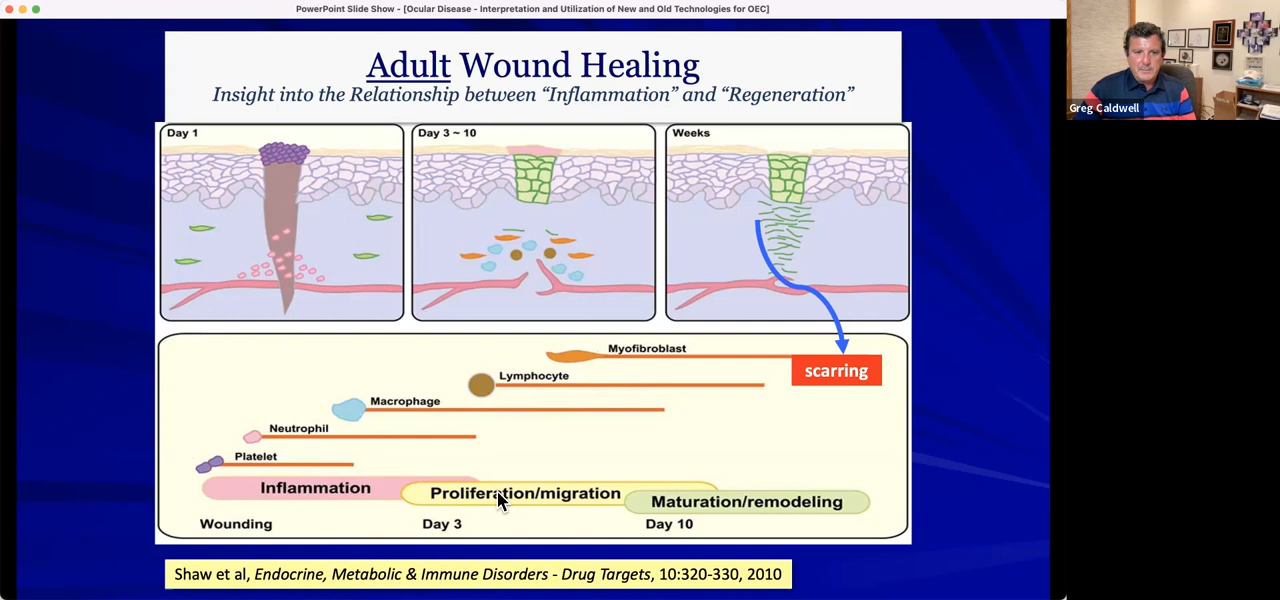 PowerPoint Slide Show - [Ocular Disease - Interpretation and Utilization of New and Old Technologies for OEC]
Greg Caldwell
Adult Wound Healing
Insight into the Relationship between “Inflammation” and “Regeneration”
Day 1
Day 3 ~ 10
Weeks
Myofibroblast
scarring
Lymphocyte
Macrophage
Neutrophil
Platelet
Inflammation
Proliferation/migration
Maturation/remodeling
Wounding
Day 3
Day 10
Shaw et al, Endocrine, Metabolic & Immune Disorders - Drug Targets, 10:320-330, 2010